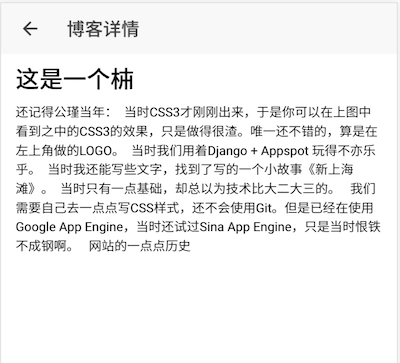 博客详情
这是一个柟
还记得公瑾当年： 当时CSS3才刚刚出来，于是你可以在上图中
看到之中的CSS3的效果，只是做得很渣。唯一还不错的，算是在
左上角做的LOGO。 当时我们用着Django + Appspot 玩得不亦乐
乎。 当时我还能写些文字，找到了写的一个小故事《新上海
滩》。 当时只有一点基础，却总以为技术比大二大三的。 我们
需要自己去一点点写CSS样式，还不会使用Git。但是已经在使用
Google App Engine，当时还试过Sina App Engine，只是当时恨铁
不成钢啊。 网站的一点点历史